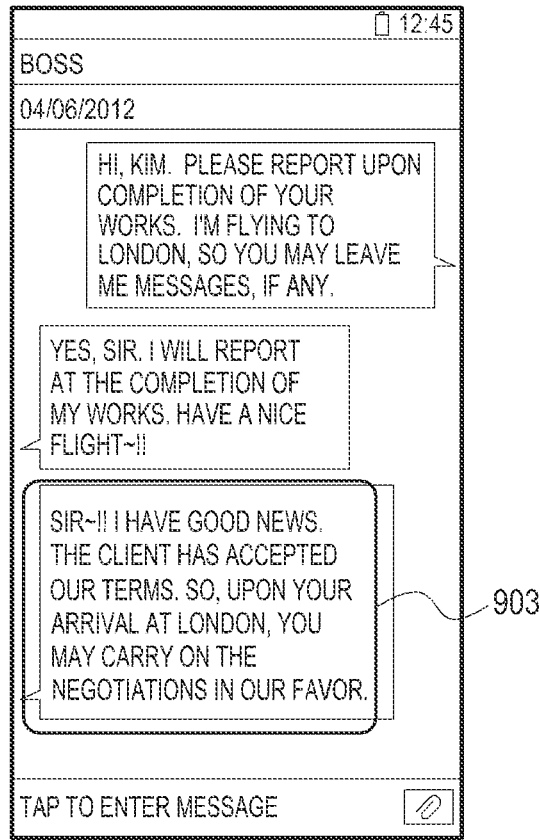 12:45
BOSS
04/06/2012
HI, KIM. PLEASE REPORT UPON
COMPLETION OF YOUR
WORKS. I'M FLYING TO
LONDON, SO YOU MAY LEAVE
ME MESSAGES, IF ANY.
YES, SIR. I WILL REPORT
AT THE COMPLETION OF
MY WORKS. HAVE A NICE
FLIGHT~!!
SIR~!! I HAVE GOOD NEWS.
THE CLIENT HAS ACCEPTED
OUR TERMS. SO, UPON YOUR
ARRIVAL AT LONDON, YOU
MAY CARRY ON THE
NEGOTIATIONS IN OUR FAVOR.
903
TAP TO ENTER MESSAGE